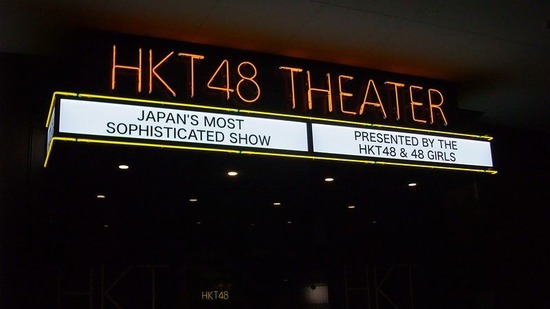 HKT48 THEATER
JAPAN'S MOST
SOPHISTICATED SHOW
PRESENTED BY THE
HKT48 & 48 GIRLS
HKT48